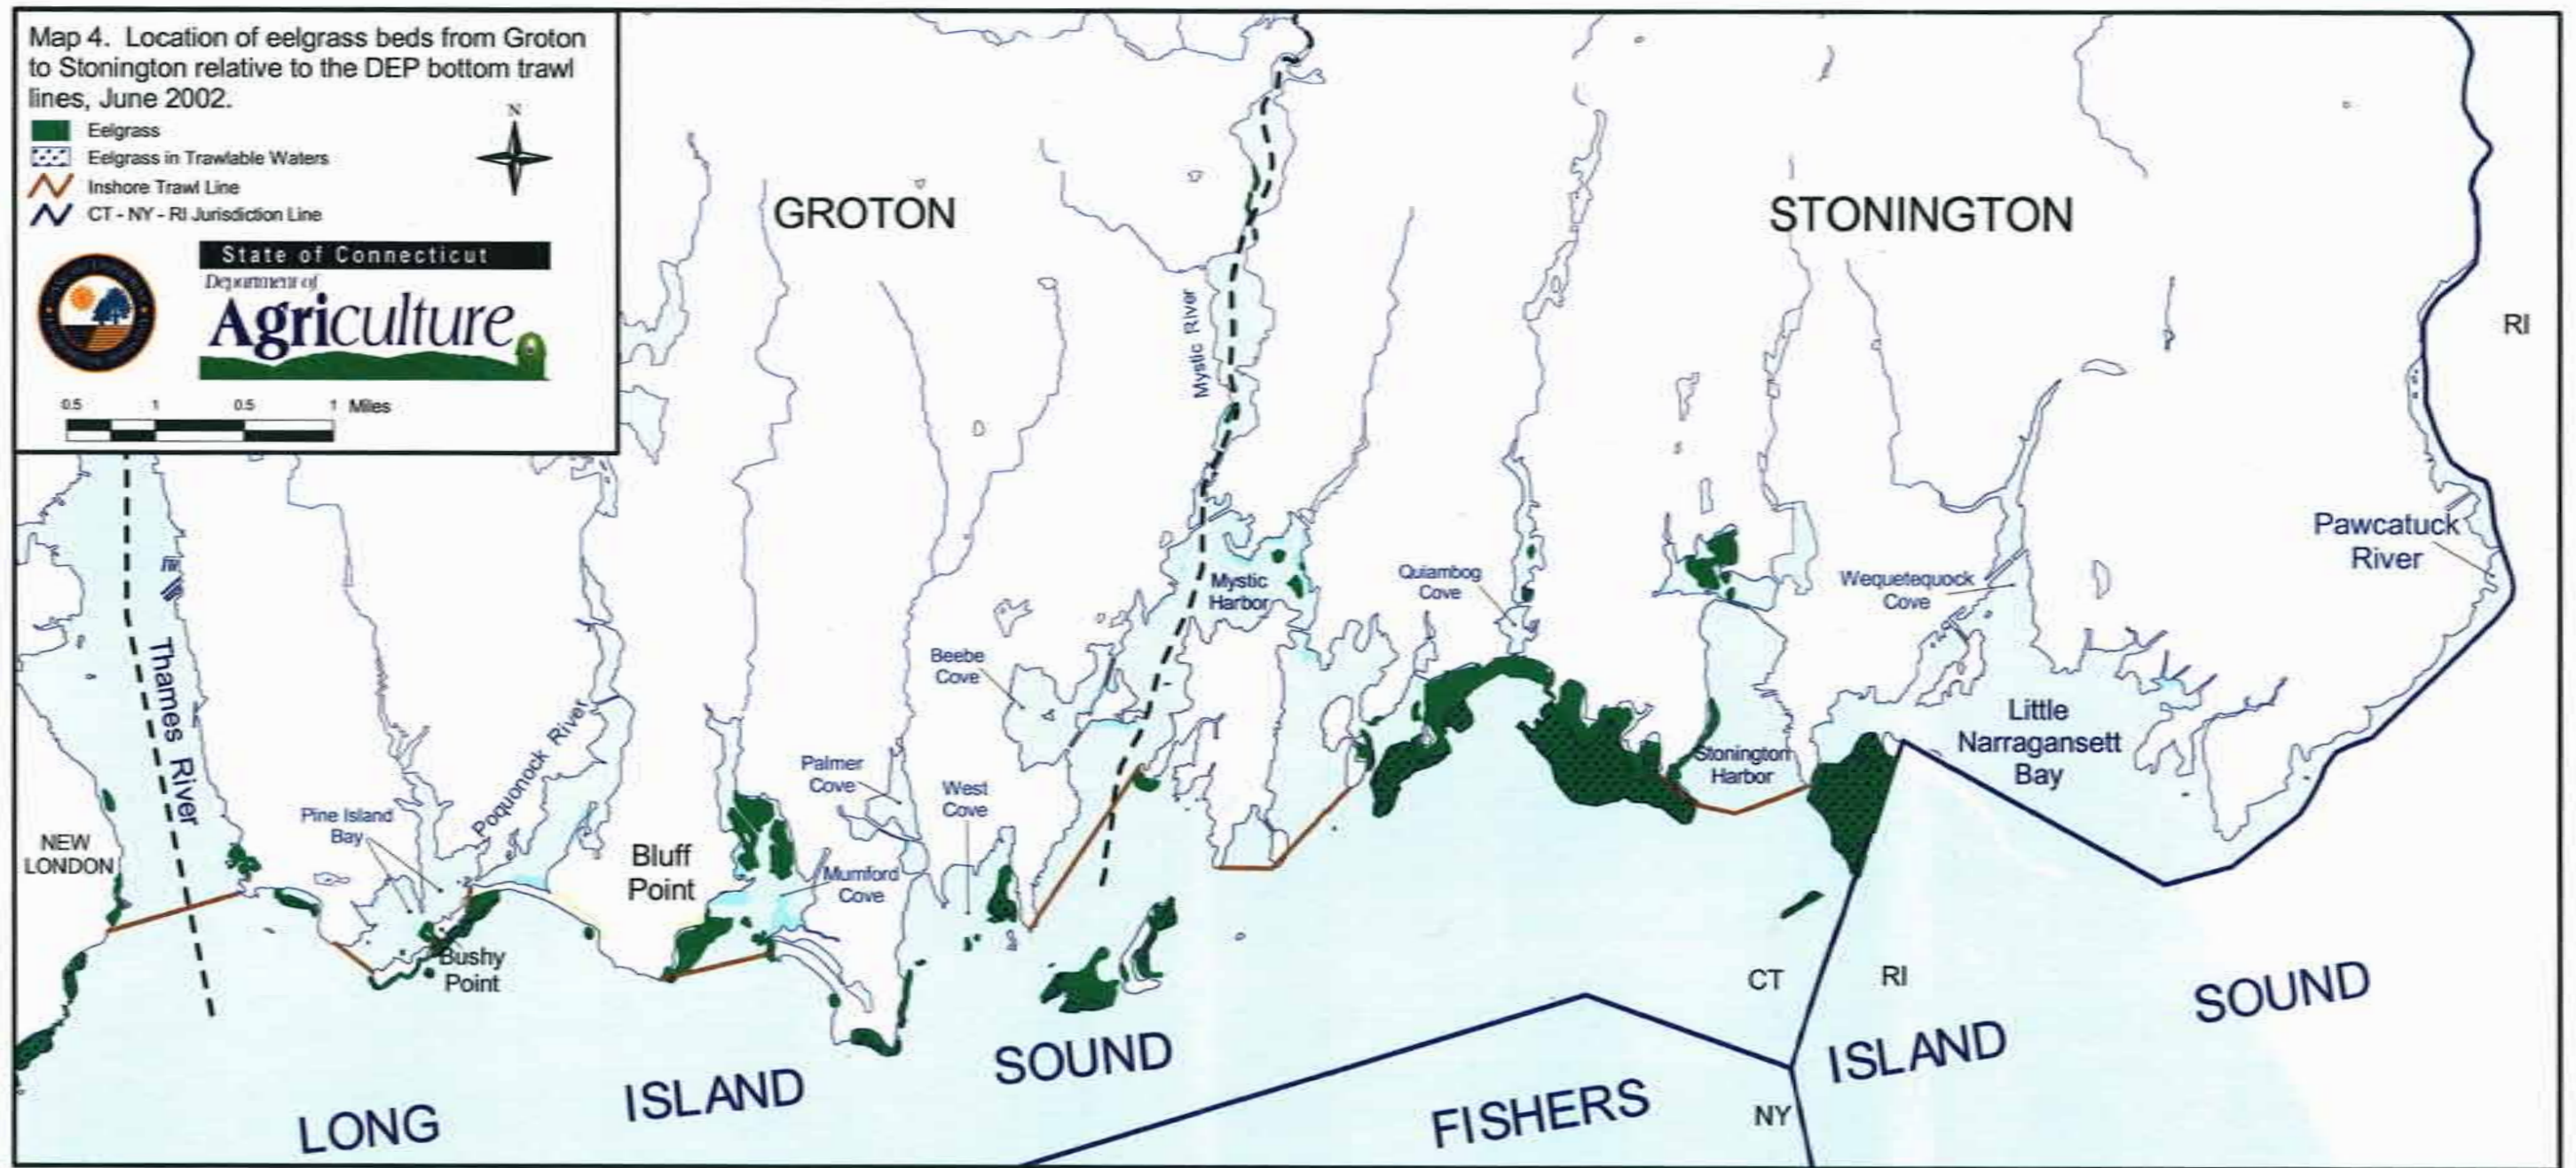 Map 4. Location of eelgrass beds from Groton
to Stonington relative to the DEP bottom trawl
lines, June 2002.
N
Eelgrass
Eelgrass in Trawlable Waters
Inshore Trawl Line
CT - NY - RI Jurisdiction Line
State of Connecticut
Department of
Agriculture
0.5 1 0.5 1 Miles
GROTON
STONINGTON
RI
Mystic River
Pawcatuck
River
Mystic
Harbor
Quiambog
Cove
Wequetequock
Cove
Thames River
Beebe
Cove
Poquonock River
Little
Narragansett
Bay
Stonington
Harbor
Palmer
Cove
West
Cove
Pine Island
Bay
NEW
LONDON
Bluff
Point
Mumford
Cove
Bushy
Point
CT
RI
SOUND
SOUND
ISLAND
ISLAND
LONG
FISHERS
NY